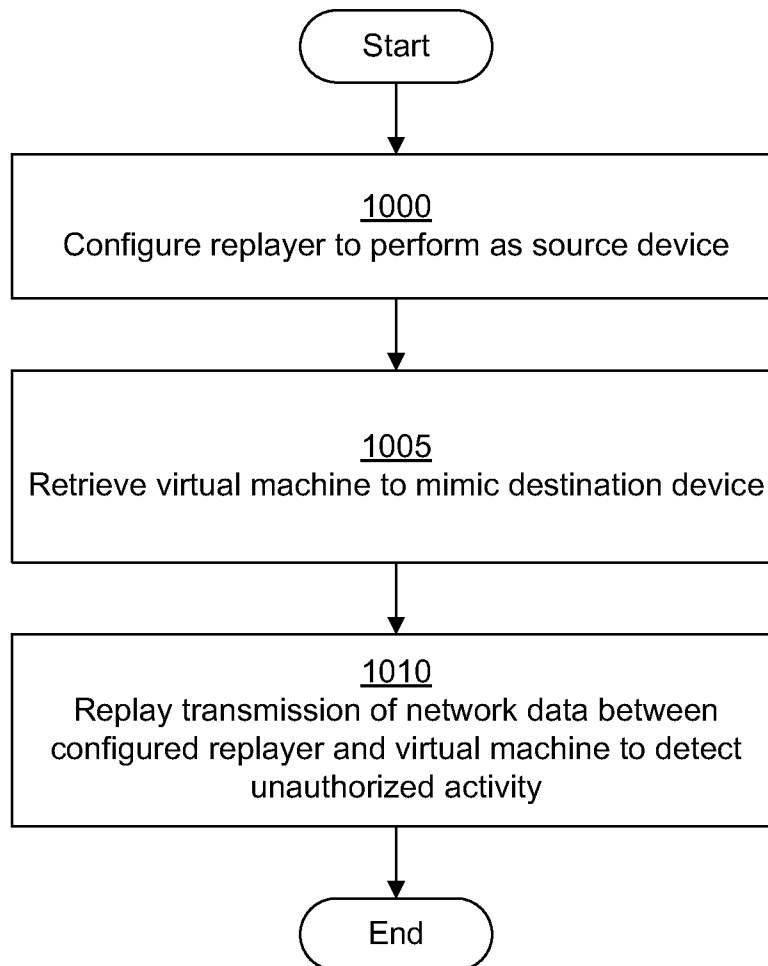 Start
1000
Configure replayer to perform as source device
1005
Retrieve virtual machine to mimic destination device
1010
Replay transmission of network data between
configured replayer and virtual machine to detect
unauthorized activity
End